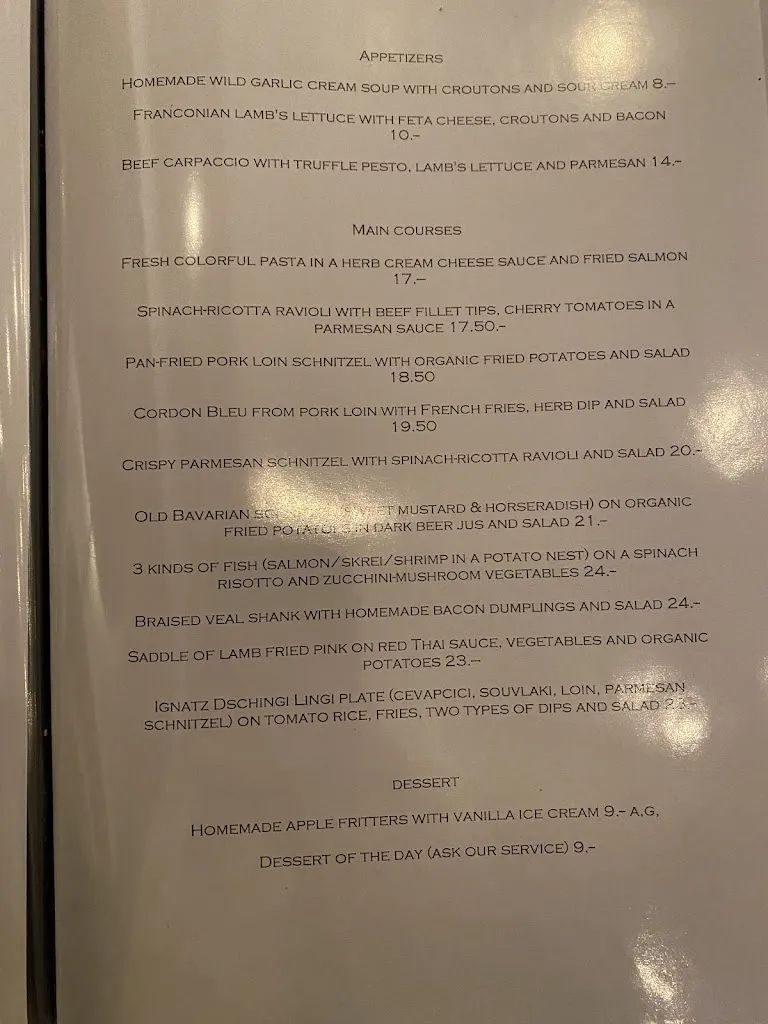 APPETIZERS
HOMEMADE WILD GARLIC CREAM SOUP WITH CROUTONS AND SOUR CREAM 8.–
FRANCONIAN LAMB'S LETTUCE WITH FETA CHEESE, CROUTONS AND BACON
10.–
BEEF CARPACCIO WITH TRUFFLE PESTO, LAMB'S LETTUCE AND PARMESAN 14.–
MAIN COURSES
FRESH COLORFUL PASTA IN A HERB CREAM CHEESE SAUCE AND FRIED SALMON
17.–
SPINACH-RICOTTA RAVIOLI WITH BEEF FILLET TIPS, CHERRY TOMATOES IN A
PARMESAN SAUCE 17.50.–
PAN-FRIED PORK LOIN SCHNITZEL WITH ORGANIC FRIED POTATOES AND SALAD
18.50
CORDON BLEU FROM PORK LOIN WITH FRENCH FRIES, HERB DIP AND SALAD
19.50
CRISPY PARMESAN SCHNITZEL WITH SPINACH-RICOTTA RAVIOLI AND SALAD 20.–
OLD BAVARIAN MUSTARD & HORSERADISH) ON ORGANIC
FRIED POTATOES IN DARK BEER JUS AND SALAD 21.–
3 KINDS OF FISH (SALMON/SKREI/SHRIMP IN A POTATO NEST) ON A SPINACH
RISOTTO AND ZUCCHINI-MUSHROOM VEGETABLES 24.–
BRAISED VEAL SHANK WITH HOMEMADE BACON DUMPLINGS AND SALAD 24.–
SADDLE OF LAMB FRIED PINK ON RED THAI SAUCE, VEGETABLES AND ORGANIC
POTATOES 23.–
IGNATZ DSCHINGI LINGI PLATE (CEVAPCICI, SOUVLAKI, LOIN, PARMESAN
SCHNITZEL) ON TOMATO RICE, FRIES, TWO TYPES OF DIPS AND SALAD
DESSERT
HOMEMADE APPLE FRITTERS WITH VANILLA ICE CREAM 9.– A,G,
DESSERT OF THE DAY (ASK OUR SERVICE) 9.–